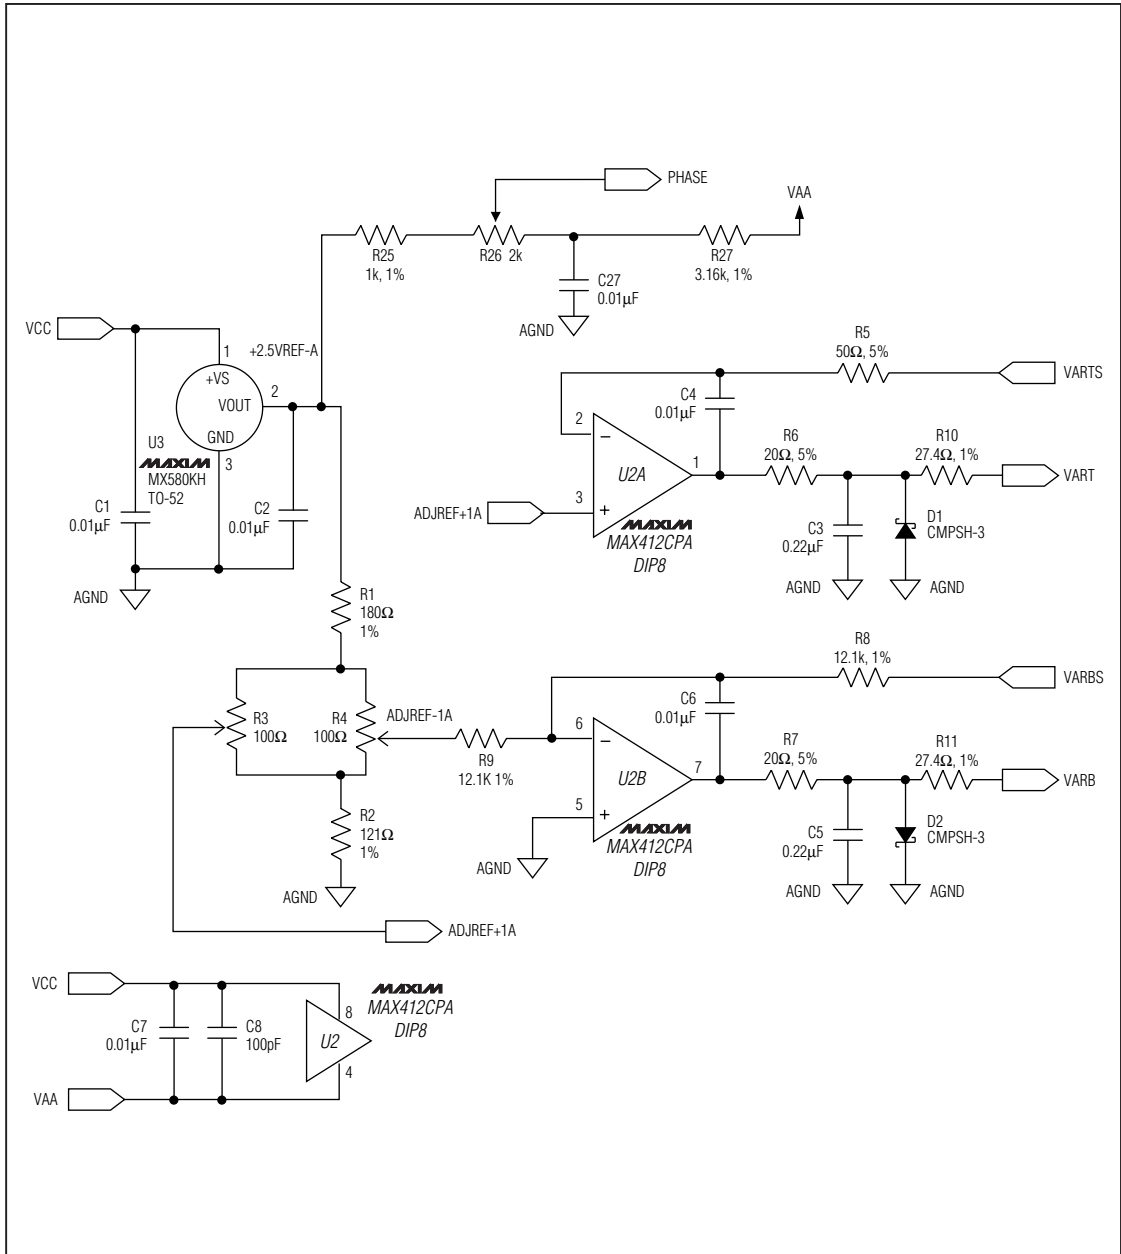 PHASE
VAA
R25
1k, 1%
R26 2k
R27
3.16k, 1%
C27
0.01µF
AGND
VCC
1
+2.5VREF-A
+VS
2
VOUT
GND
3
U3
MAXIM
MX580KH
TO-52
C1
0.01µF
C2
0.01µF
AGND
R5
50Ω, 5%
VARTS
C4
0.01µF
2
−
U2A
1
3
+
ADJREF+1A
MAXIM
MAX412CPA
DIP8
R6
20Ω, 5%
R10
27.4Ω, 1%
VART
C3
0.22µF
D1
CMPSH-3
AGND
AGND
R1
180Ω
1%
R3
100Ω
R4
100Ω
ADJREF-1A
R9
12.1K 1%
R2
121Ω
1%
AGND
ADJREF+1A
R8
12.1k, 1%
VARBS
C6
0.01µF
6
−
U2B
7
5
+
AGND
MAXIM
MAX412CPA
DIP8
R7
20Ω, 5%
R11
27.4Ω, 1%
VARB
C5
0.22µF
D2
CMPSH-3
AGND
AGND
VCC
C7
0.01µF
C8
100pF
U2
8
4
MAXIM
MAX412CPA
DIP8
VAA